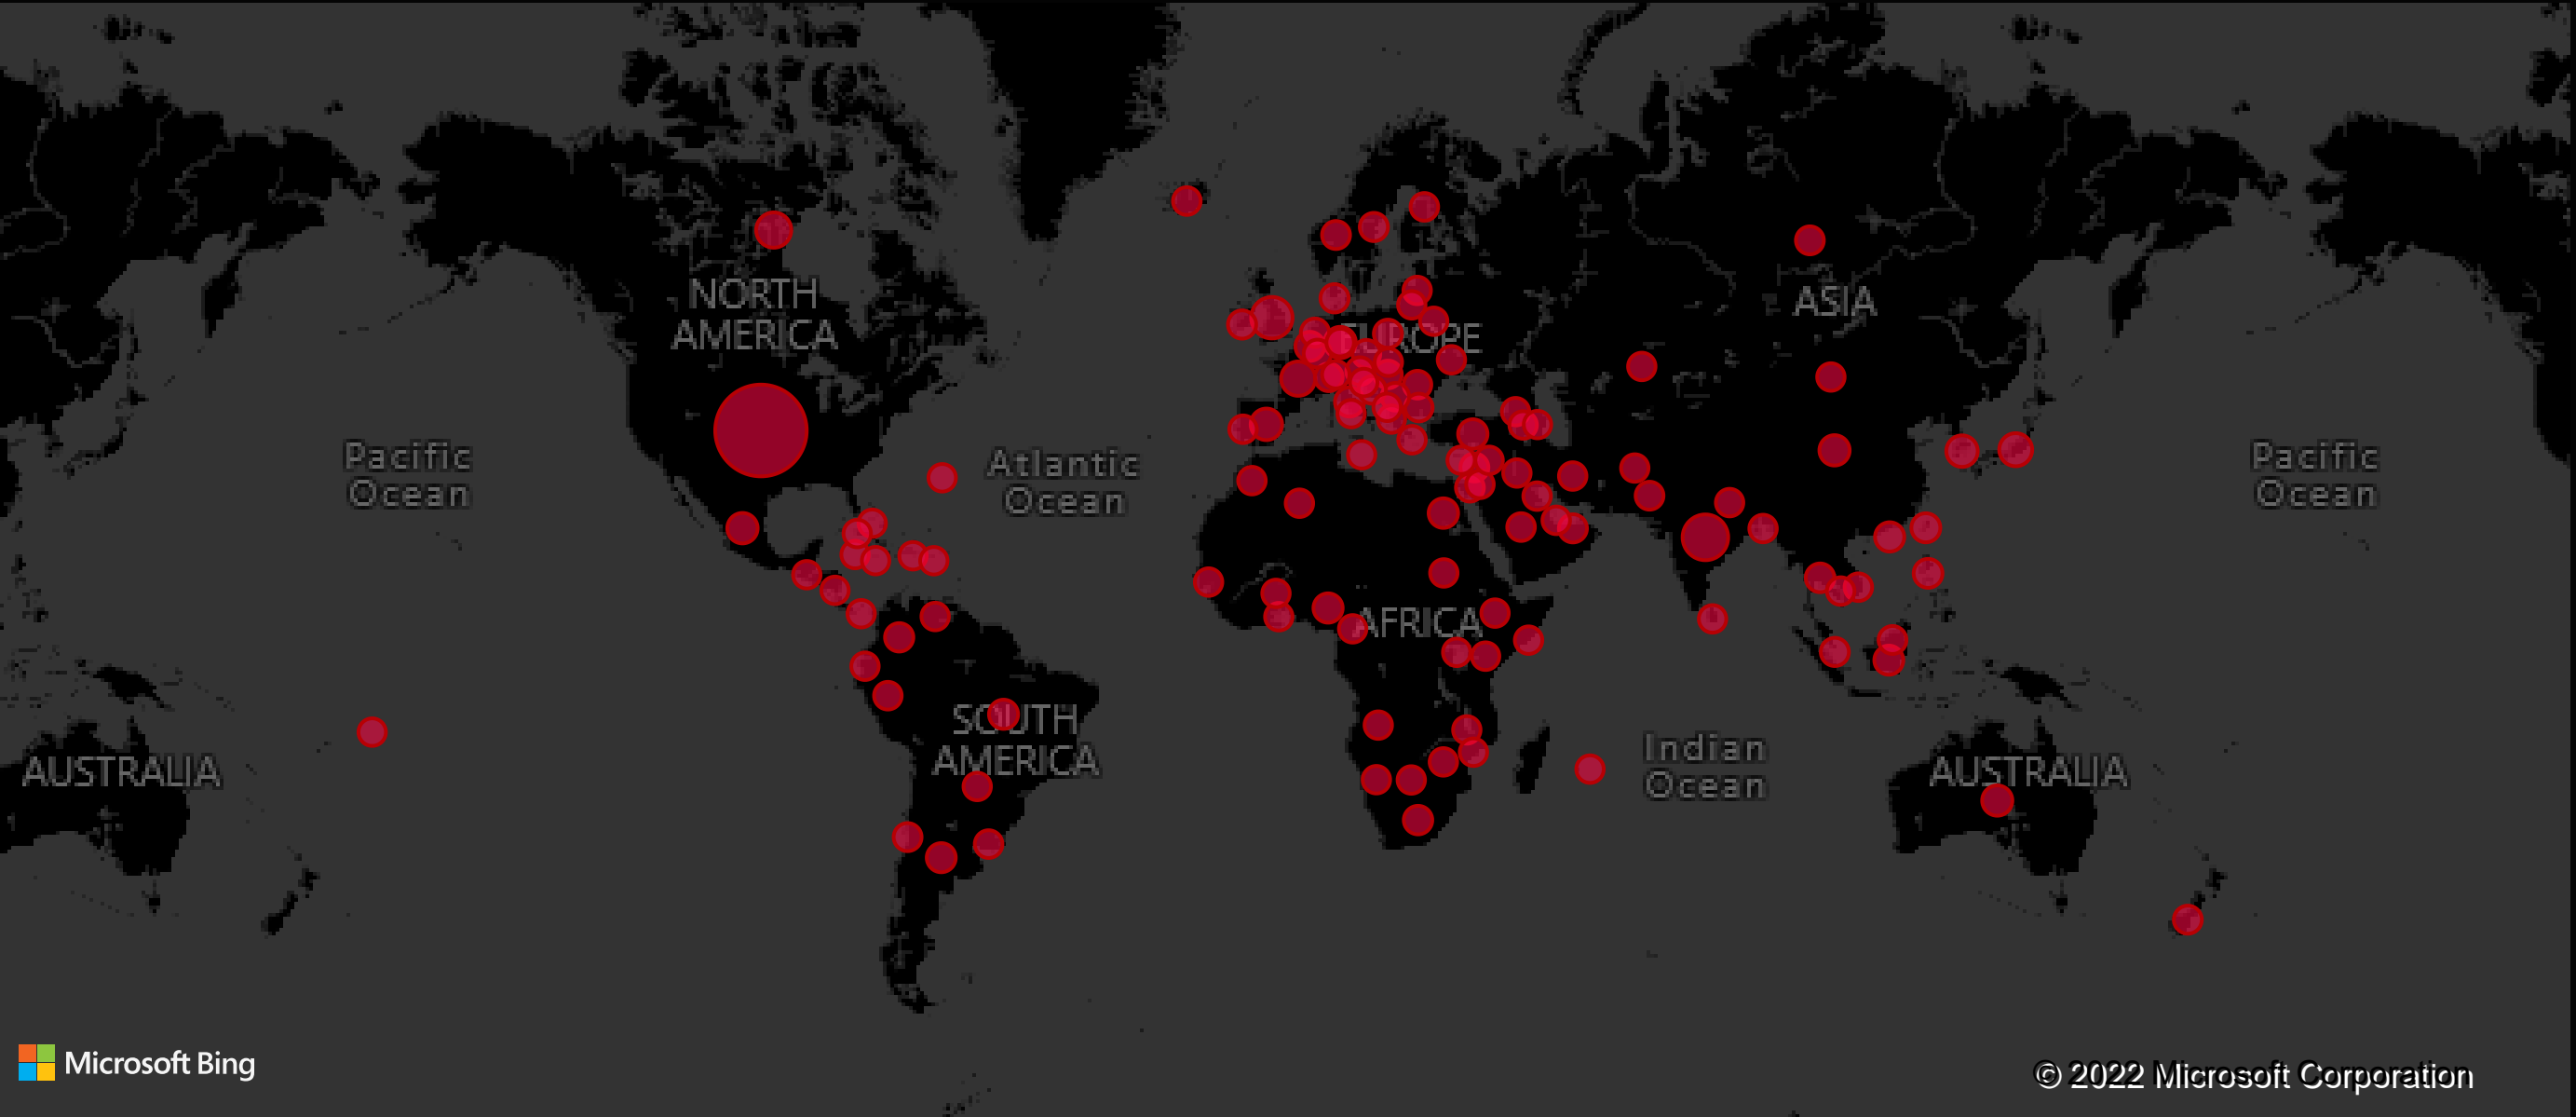 NORTH
AMERICA
ASIA
EUROPE
Pacific
Ocean
Atlantic
Ocean
Pacific
Ocean
AFRICA
SOUTH
AMERICA
AUSTRALIA
Indian
Ocean
AUSTRALIA
Microsoft Bing
© 2022 Microsoft Corporation